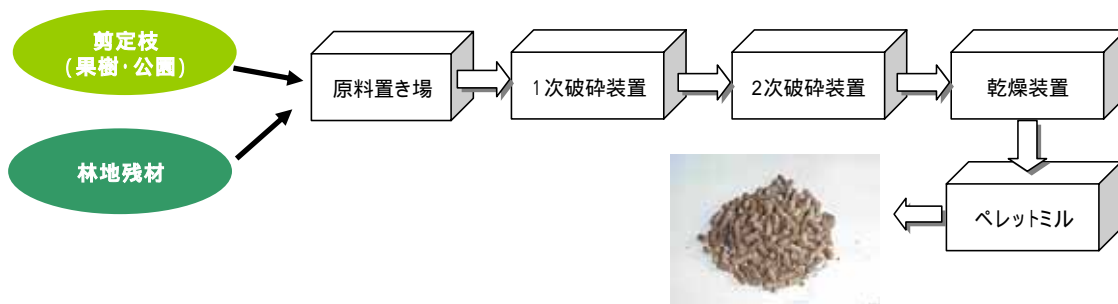 剪定枝
(果樹・公園)
林地残材
原料置き場
1次破砕装置
2次破砕装置
乾燥装置
ペレットミル